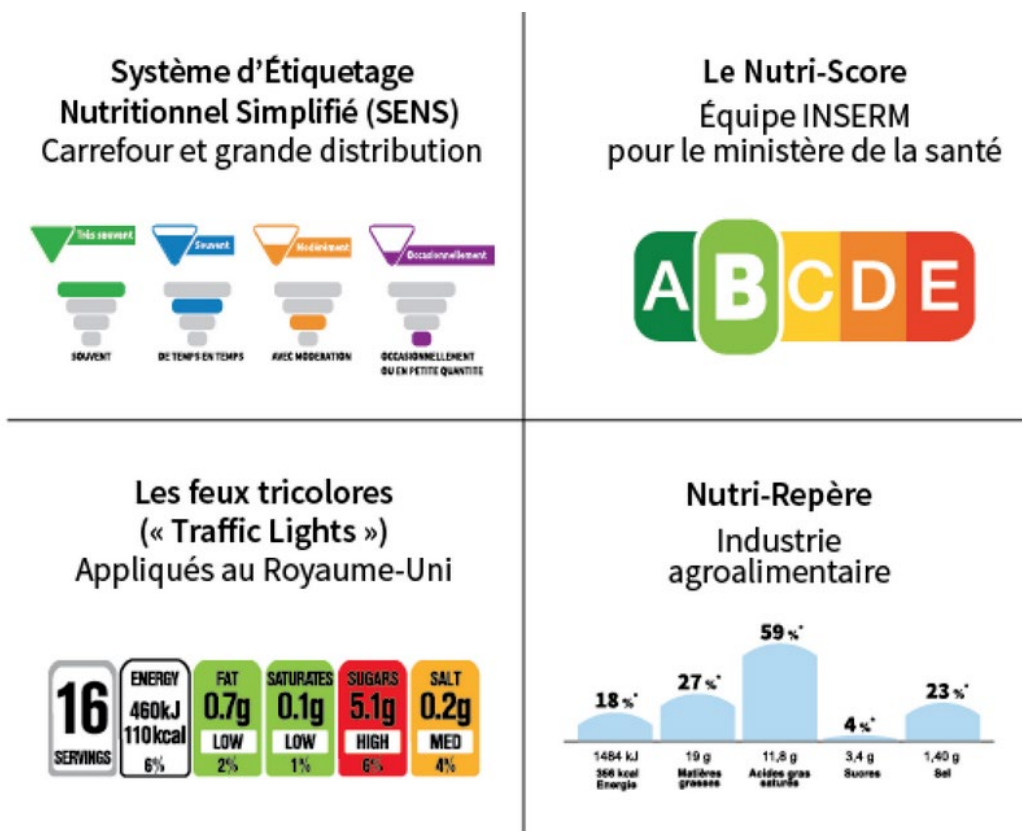 Système d’Étiquetage
Nutritionnel Simplifié (SENS)
Carrefour et grande distribution
Très souvent
Souvent
Modérément
Occasionnellement
SOUVENT
DE TEMPS EN TEMPS
AVEC MODERATION
OCCASIONNELLEMENT
OU EN PETITE QUANTITE
Le Nutri-Score
Équipe INSERM
pour le ministère de la santé
A B C D E
Les feux tricolores
(« Traffic Lights »)
Appliqués au Royaume-Uni
16
SERVINGS
ENERGY
460kJ
110kcal
6%
FAT
0.7g
LOW
2%
SATURATES
0.1g
LOW
1%
SUGARS
5.1g
HIGH
6%
SALT
0.2g
MED
4%
Nutri-Repère
Industrie
agroalimentaire
18 %*
27 %*
59 %*
4 %*
23 %*
1484 kJ
356 kcal
Energie
19 g
Matières
grasses
11,8 g
Acides gras
saturés
3,4 g
Sucres
1,40 g
Sel